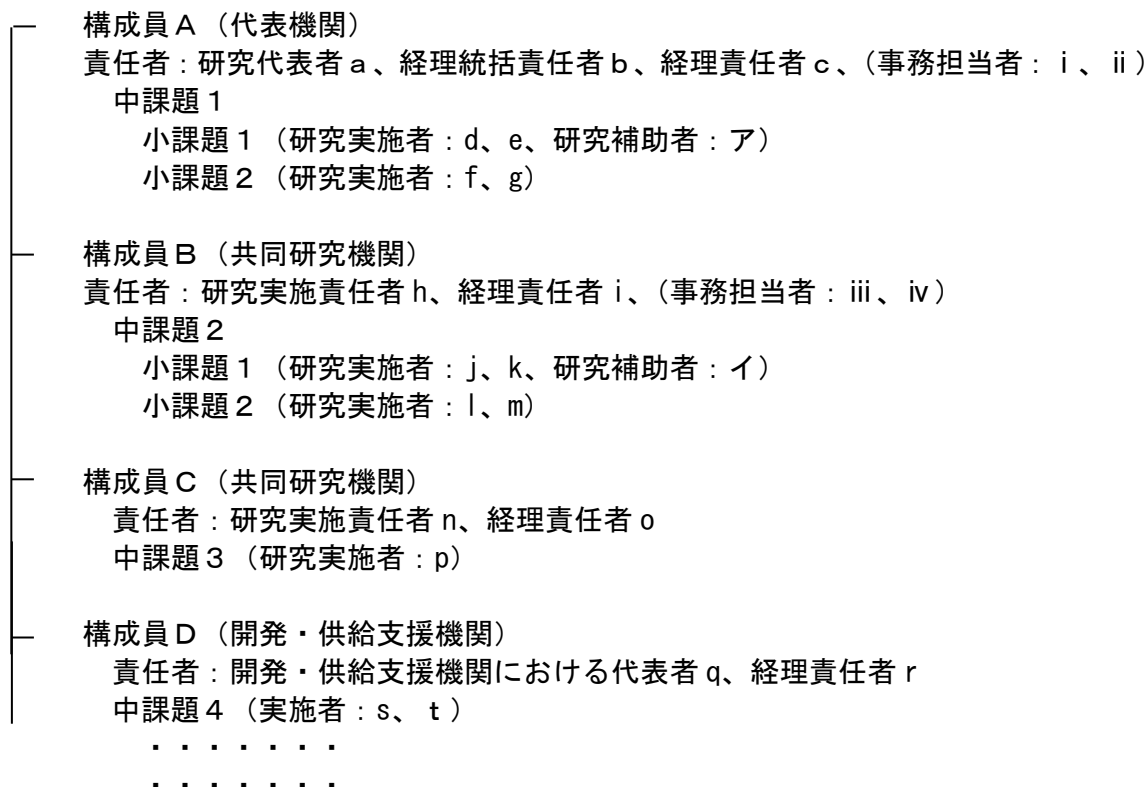 構成員A（代表機関）
責任者：研究代表者a、経理統括責任者b、経理責任者c、（事務担当者：ⅰ、ⅱ）
中課題１
小課題１（研究実施者：d、e、研究補助者：ア）
小課題２（研究実施者：f、g）
構成員B（共同研究機関）
責任者：研究実施責任者h、経理責任者i、（事務担当者：ⅲ、ⅳ）
中課題２
小課題１（研究実施者：j、k、研究補助者：イ）
小課題２（研究実施者：l、m）
構成員C（共同研究機関）
責任者：研究実施責任者n、経理責任者o
中課題３（研究実施者：p）
構成員D（開発・供給支援機関）
責任者：開発・供給支援機関における代表者q、経理責任者r
中課題４（実施者：s、t）
・・・・・・・
・・・・・・・